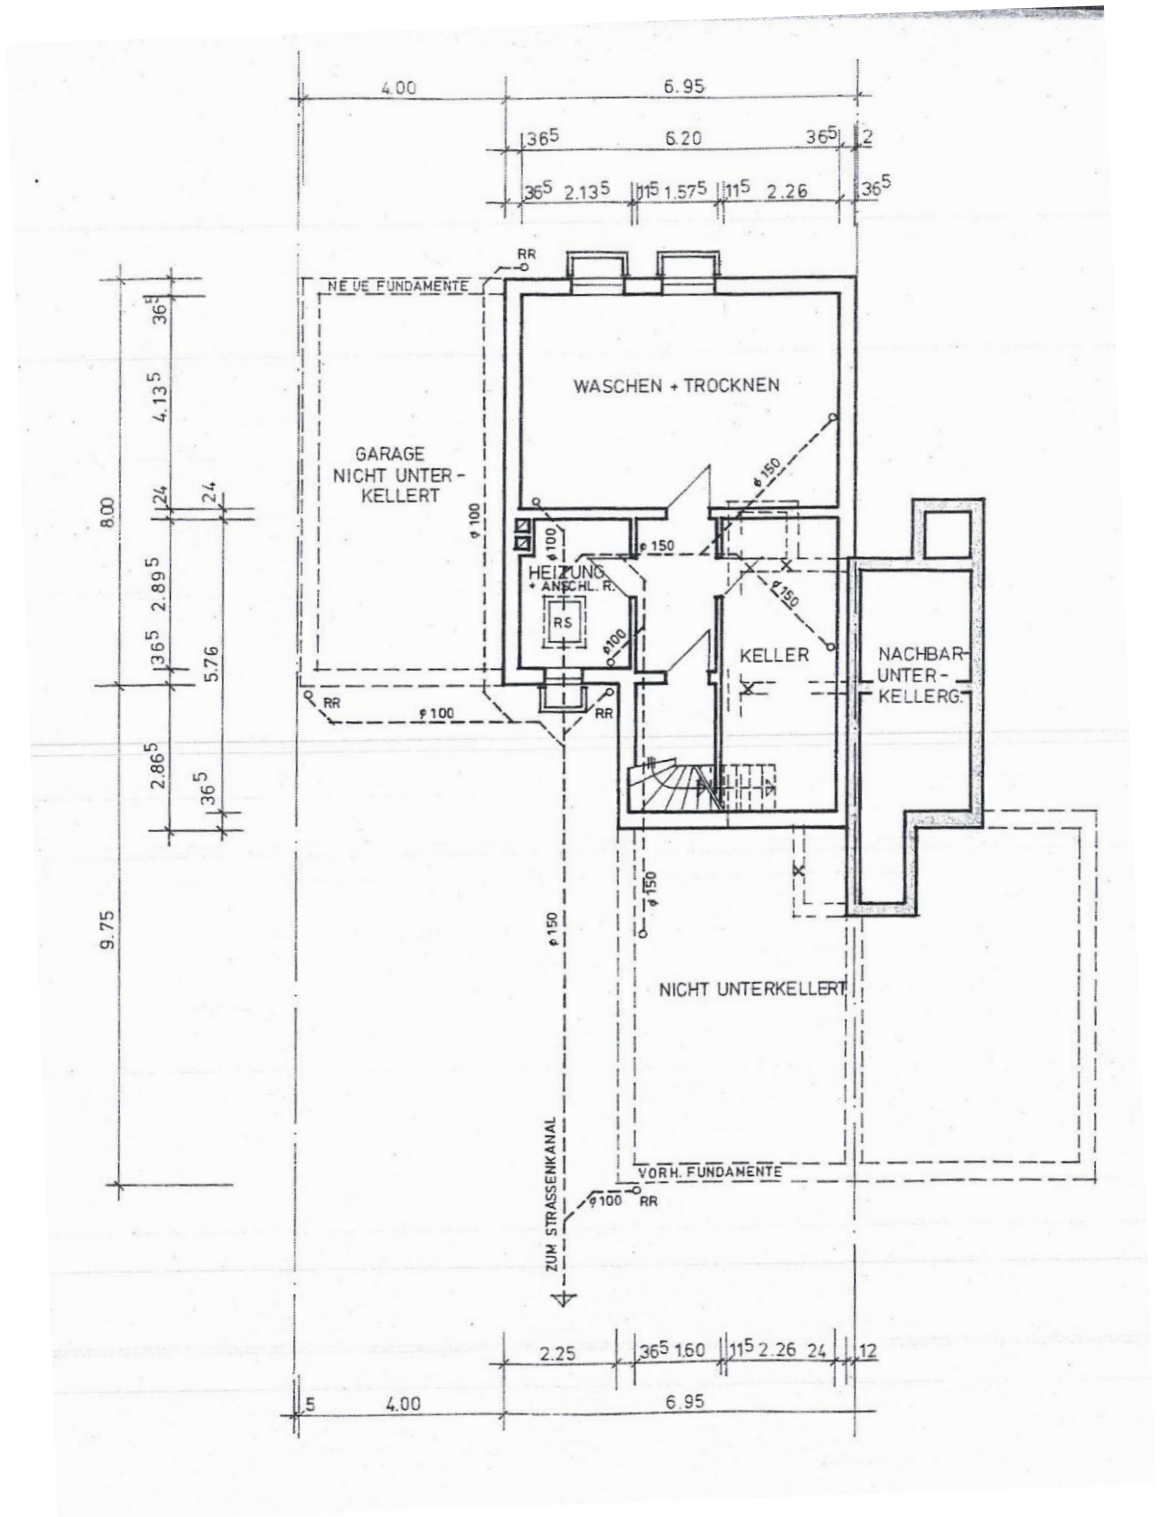 4.00 6.95
36⁵ 6.20 36⁵ 2
36⁵ 2.13⁵ 11⁵ 1.57⁵ 11⁵ 2.26 36⁵
RR
NEUE FUNDAMENTE
36⁵
4.13⁵
24
2.89⁵
36⁵
2.86⁵
24
5.76
36⁵
8.00
9.75
WASCHEN + TROCKNEN
GARAGE
NICHT UNTER-
KELLERT
ø 100
ø 150
ø 150
ø 100
HEIZUNG
+ ANSCHL. R.
RS
ø 150
ø 100
KELLER
NACHBAR-
UNTER-
KELLERG.
RR
ø 100
RR
ø 150
ø 150
NICHT UNTERKELLERT
VORH. FUNDAMENTE
ø 100 RR
ZUM STRASSENKANAL
2.25 36⁵ 1.60 11⁵ 2.26 24 12
5 4.00 6.95